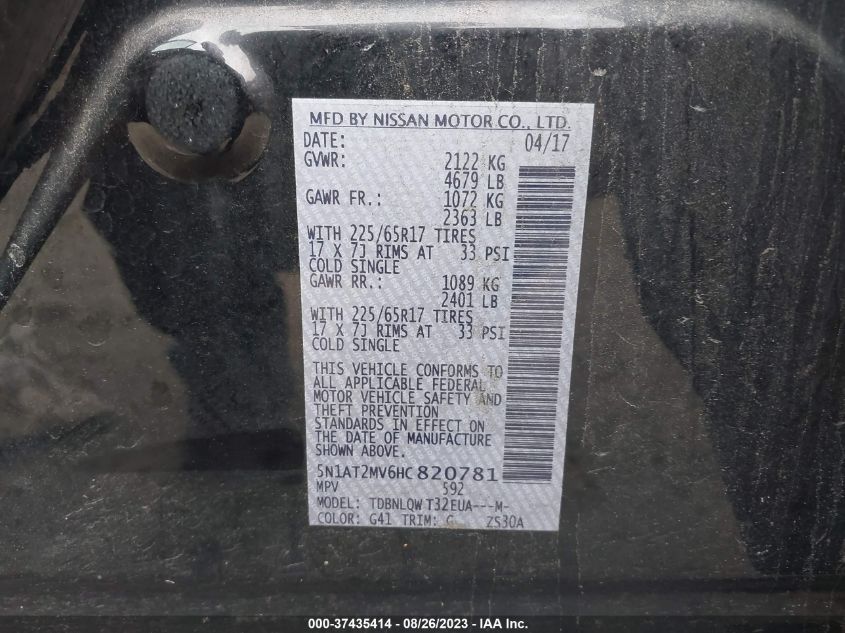 MFD BY NISSAN MOTOR CO., LTD.
DATE: 04/17
GVWR: 2122 KG
4679 LB
GAWR FR.: 1072 KG
2363 LB
WITH 225/65R17 TIRES
17 X 7J RIMS AT 33 PSI
COLD SINGLE
GAWR RR.: 1089 KG
2401 LB
WITH 225/65R17 TIRES
17 X 7J RIMS AT 33 PSI
COLD SINGLE
THIS VEHICLE CONFORMS TO
ALL APPLICABLE FEDERAL
MOTOR VEHICLE SAFETY AND
THEFT PREVENTION
STANDARDS IN EFFECT ON
THE DATE OF MANUFACTURE
SHOWN ABOVE.
5N1AT2MV6HC820781
MPV 592
MODEL: TDBNLQW T32EUA---M-
COLOR: G41 TRIM: G ZS30A
000-37435414 - 08/26/2023 - IAA Inc.